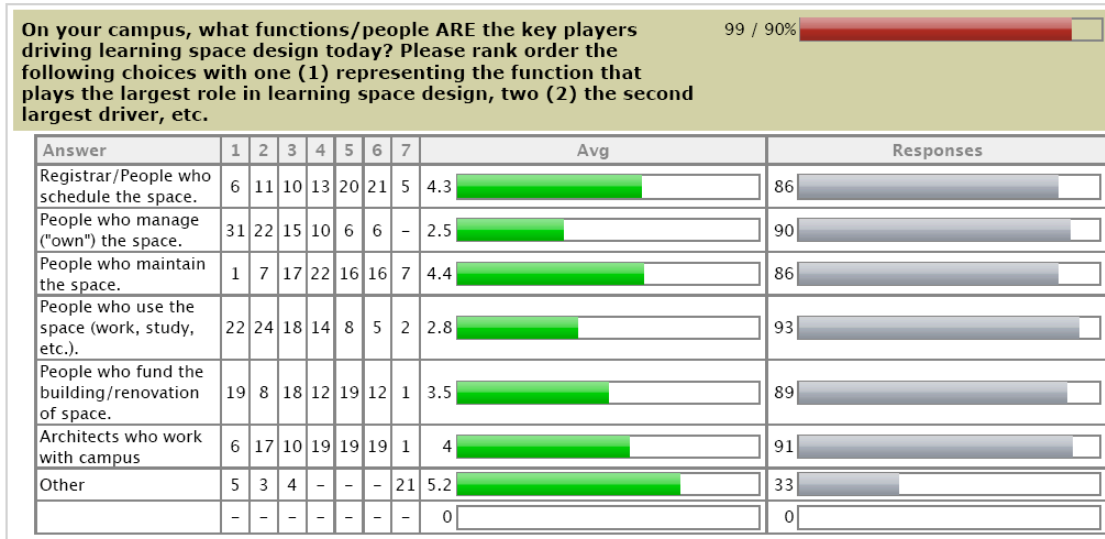 On your campus, what functions/people ARE the key players
driving learning space design today? Please rank order the
following choices with one (1) representing the function that
plays the largest role in learning space design, two (2) the second
largest driver, etc.
99 / 90%
Answer 1 2 3 4 5 6 7 Avg Responses
Registrar/People who
schedule the space.
6 11 10 13 20 21 5 4.3 86
People who manage
("own") the space.
31 22 15 10 6 6 – 2.5 90
People who maintain
the space.
1 7 17 22 16 16 7 4.4 86
People who use the
space (work, study,
etc.).
22 24 18 14 8 5 2 2.8 93
People who fund the
building/renovation
of space.
19 8 18 12 19 12 1 3.5 89
Architects who work
with campus
6 17 10 19 19 19 1 4 91
Other 5 3 4 – – – 21 5.2 33
– – – – – – – 0 0